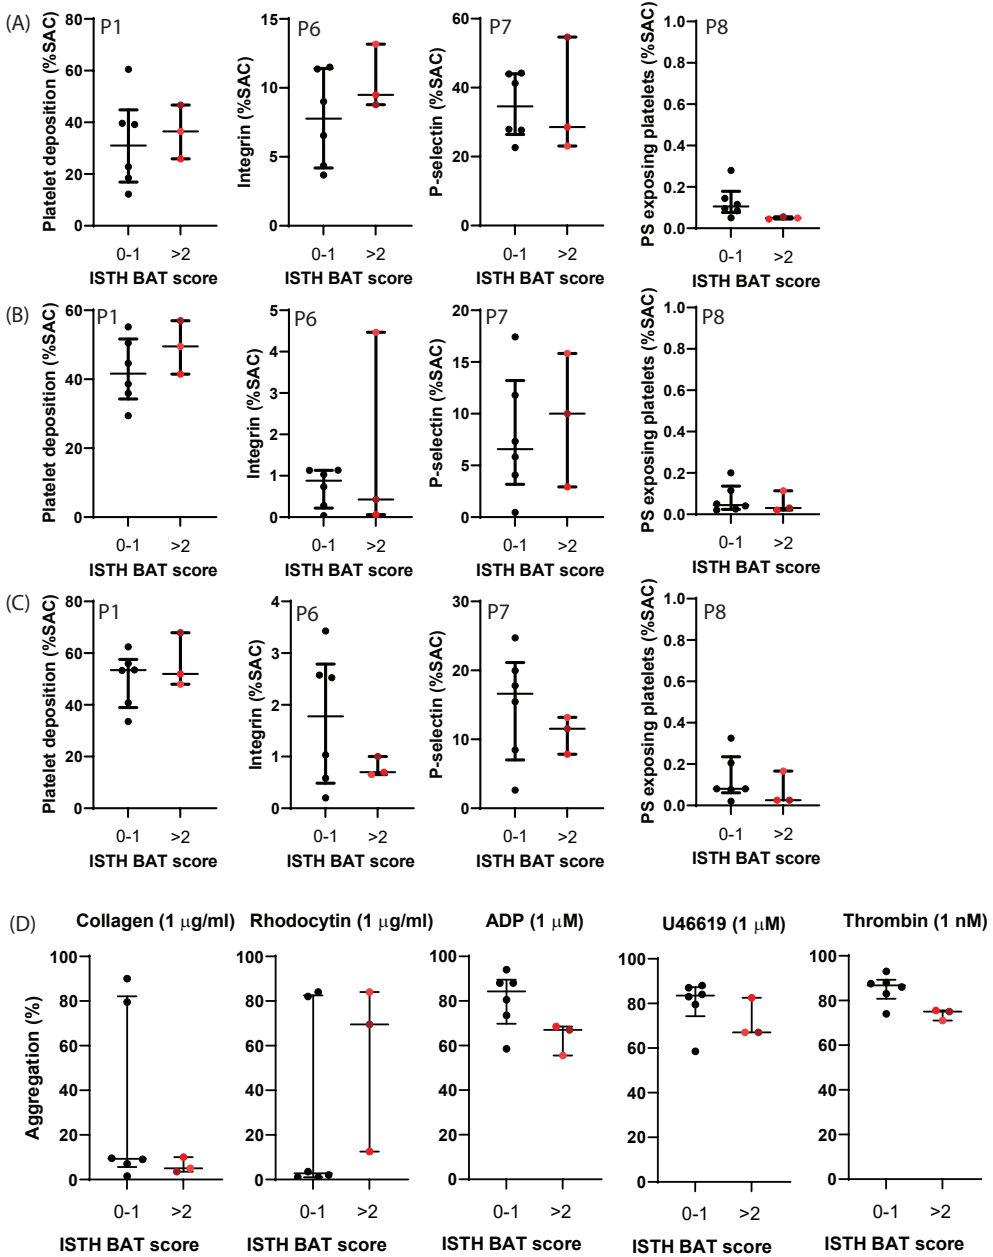 (A)
P1
P6
P7
P8
Platelet deposition (%SAC)
80
60
40
20
0
0-1 >2
ISTH BAT score
Integrin (%SAC)
15
10
5
0
0-1 >2
ISTH BAT score
P-selectin (%SAC)
60
40
20
0
0-1 >2
ISTH BAT score
PS exposing platelets (%SAC)
1.0
0.8
0.6
0.4
0.2
0.0
0-1 >2
ISTH BAT score
(B)
P1
P6
P7
P8
Platelet deposition (%SAC)
60
40
20
0
0-1 >2
ISTH BAT score
Integrin (%SAC)
5
4
3
2
1
0
0-1 >2
ISTH BAT score
P-selectin (%SAC)
20
15
10
5
0
0-1 >2
ISTH BAT score
PS exposing platelets (%SAC)
1.0
0.8
0.6
0.4
0.2
0.0
0-1 >2
ISTH BAT score
(C)
P1
P6
P7
P8
Platelet deposition (%SAC)
80
60
40
20
0
0-1 >2
ISTH BAT score
Integrin (%SAC)
4
3
2
1
0
0-1 >2
ISTH BAT score
P-selectin (%SAC)
30
20
10
0
0-1 >2
ISTH BAT score
PS exposing platelets (%SAC)
1.0
0.8
0.6
0.4
0.2
0.0
0-1 >2
ISTH BAT score
(D)
Collagen (1 μg/ml)
Aggregation (%)
100
80
60
40
20
0
0-1 >2
ISTH BAT score
Rhodocytin (1 μg/ml)
100
80
60
40
20
0
0-1 >2
ISTH BAT score
ADP (1 μM)
100
80
60
40
20
0
0-1 >2
ISTH BAT score
U46619 (1 μM)
100
80
60
40
20
0
0-1 >2
ISTH BAT score
Thrombin (1 nM)
100
80
60
40
20
0
0-1 >2
ISTH BAT score